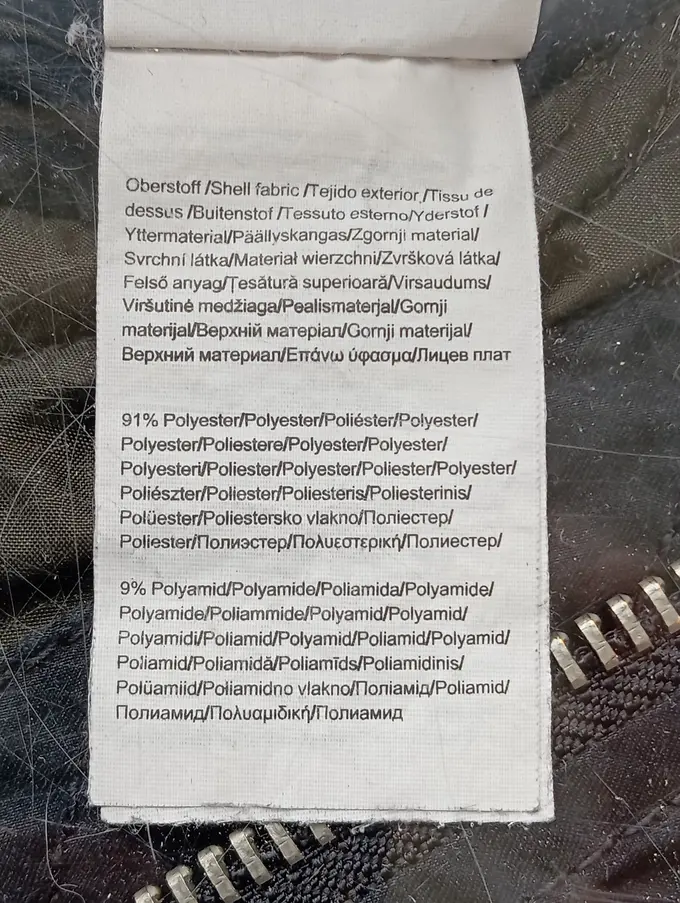 Oberstoff/Shell fabric/Tejido exterior/Tissu de
dessus/Buitenstof/Tessuto esterno/Yderstof/
Yttermaterial/Päällyskangas/Zgornji material/
Svrchní látka/Materiał wierzchni/Zvršková látka/
Felső anyag/Țesătură superioară/Virsaudums/
Viršutinė medžiaga/Pealismaterjal/Gornji
materijal/Верхній матеріал/Gornji materijal/
Верхний материал/Επάνω ύφασμα/Лицев плат
91% Polyester/Polyester/Poliéster/Polyester/
Polyester/Poliestere/Polyester/Polyester/
Polyesteri/Poliester/Polyester/Poliester/Polyester/
Poliészter/Poliester/Poliesteris/Poliesterinis/
Polüester/Poliestersko vlakno/Поліестер/
Poliester/Полиэстер/Πολυεστερική/Полиестер/
9% Polyamid/Polyamide/Poliamida/Polyamide/
Polyamide/Poliammide/Polyamid/Polyamid/
Polyamidi/Poliamid/Polyamid/Poliamid/Polyamid/
Poliamid/Poliamidă/Poliamīds/Poliamidinis/
Polüamiid/Poliamidno vlakno/Поліамід/Poliamid/
Полиамид/Πολυαμιδική/Полиамид